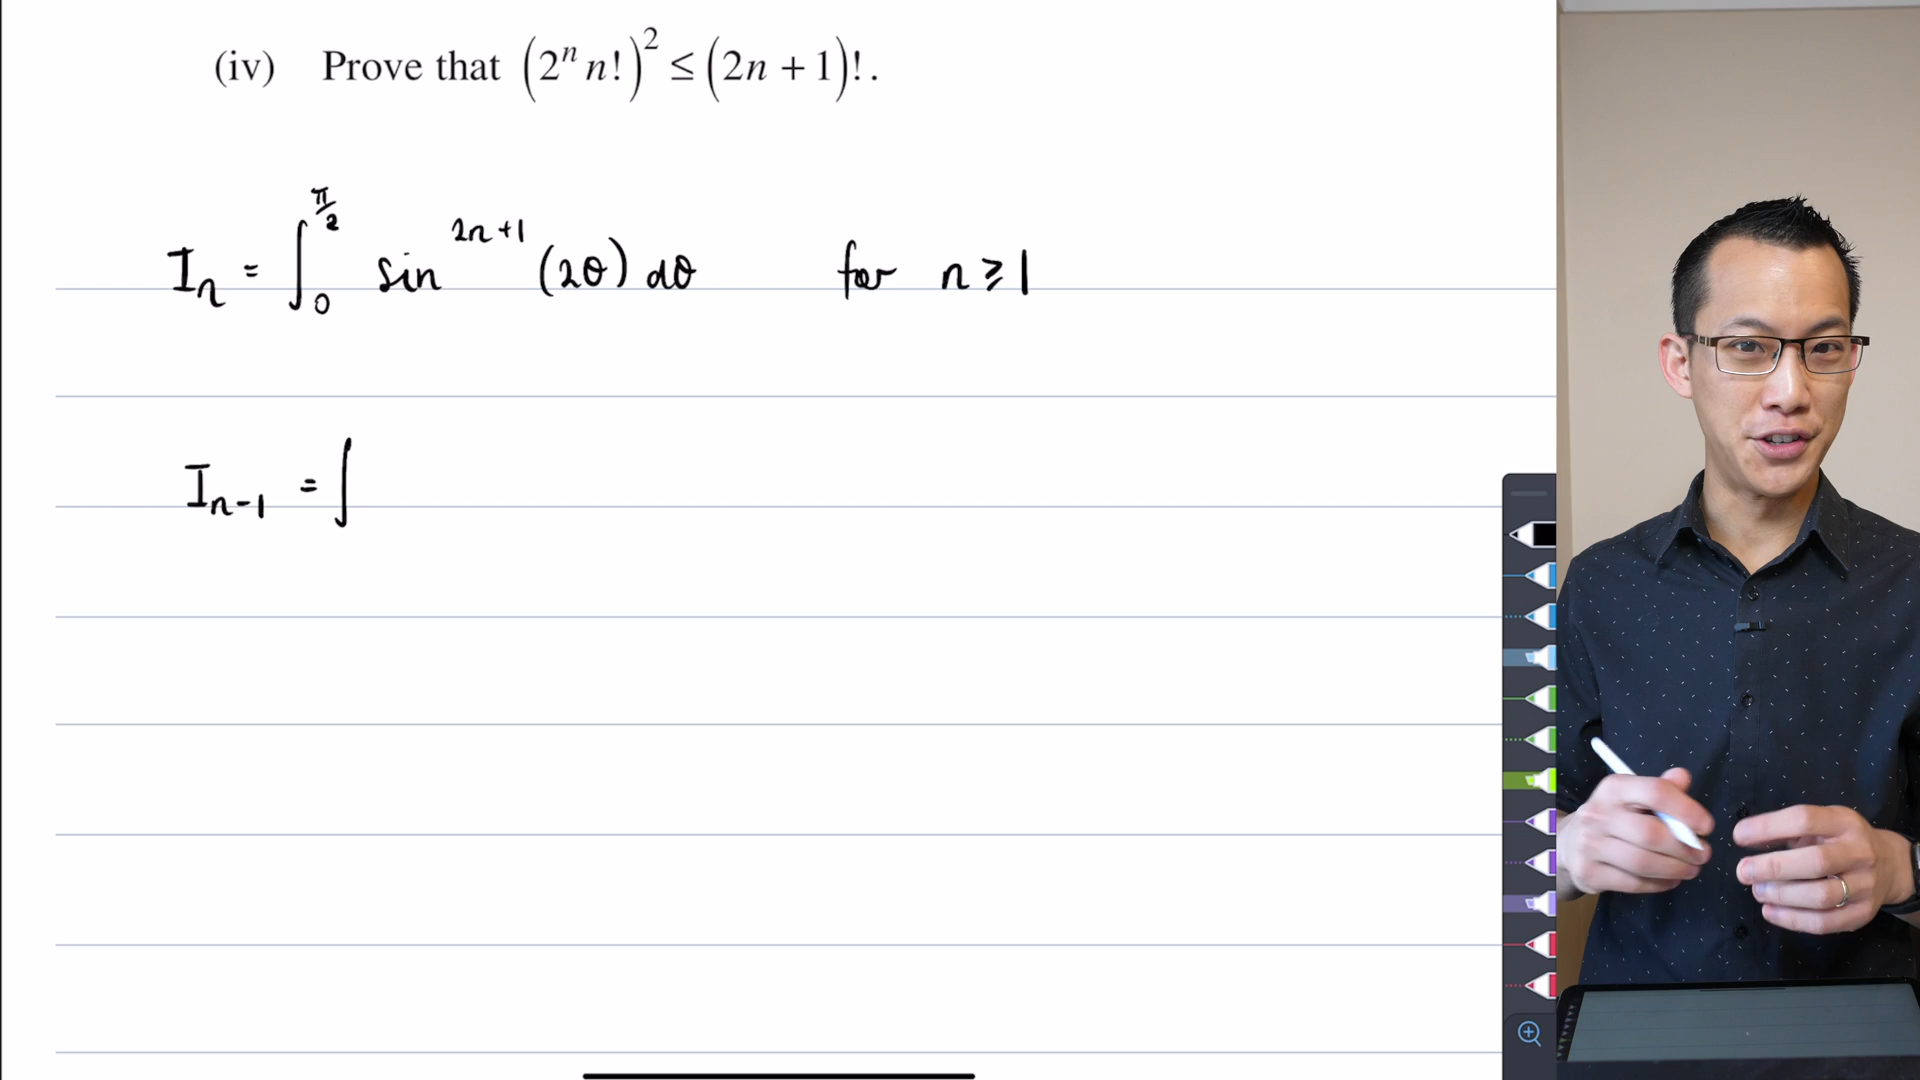 (iv) Prove that (2ⁿ n!)² ≤ (2n + 1)!.
Iₙ = ∫₀^{π/2} sin^{2n+1} (2θ) dθ for n ≥ 1
Iₙ₋₁ = ∫